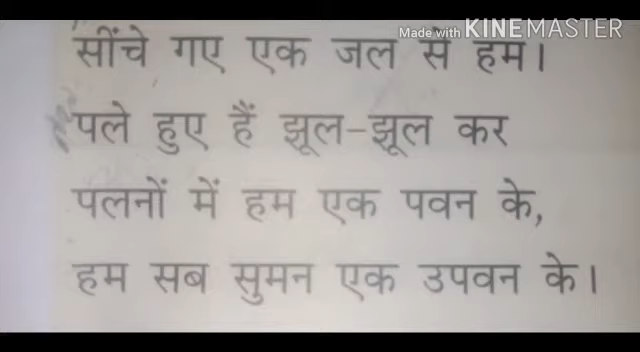 Made with KINEMASTER
सींचे गए एक जल से हम।
पले हुए हैं झूल-झूल कर
पलनों में हम एक पवन के,
हम सब सुमन एक उपवन के।